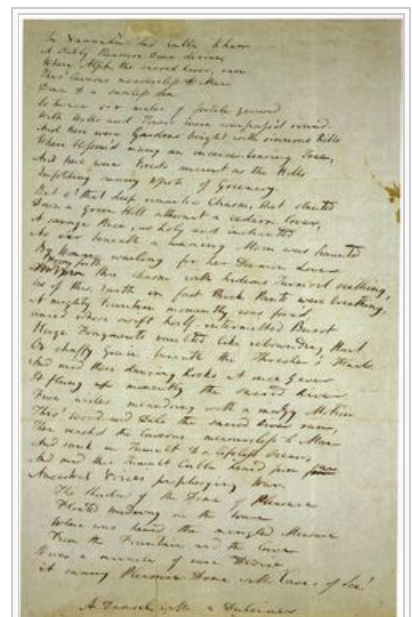 In Xannadù did Cubla Khan
A stately Pleasure-Dome decree;
Where Alph, the sacred River, ran
Thro' Caverns measureless to Man
Down to a sunless Sea.
So twice six miles of fertile ground
With Walls and Towers were compass'd round:
And here were Gardens bright with sinuous Rills
Where blossom'd many an incense-bearing Tree,
And here were Forests ancient as the Hills
Enfolding sunny Spots of Greenery.
But o! that deep romantic Chasm, that slanted
Down a green Hill athwart a cedarn Cover,
A savage Place, as holy and inchanted
As e'er beneath a waning Moon was haunted
By Woman wailing for her Daemon Lover:
From forth this Chasm with hideous Turmoil seething,
As if this Earth in fast thick Pants were breathing,
A mighty Fountain momently was forc'd,
Amid whose swift half-intermitted Burst
Huge Fragments vaulted like rebounding Hail,
Or chaffy Grain beneath the Thresher's Flail.
And mid these dancing Rocks at once & ever
It flung up momently the sacred River.
Five miles meandring with a mazy Motion
Thro' Wood and Dale the sacred River ran,
Then reach'd the Caverns measureless to Man
And sank in Tumult to a lifeless Ocean;
And mid this Tumult Cubla heard from far
Ancestral Voices prophesying War.
The Shadow of the Dome of Pleasure
Floated midway on the Wave
Where was heard the mingled Measure
From the Fountain and the Cave.
It was a miracle of rare Device,
A sunny Pleasure-Dome with Caves of Ice!
A Damsel with a Dulcimer